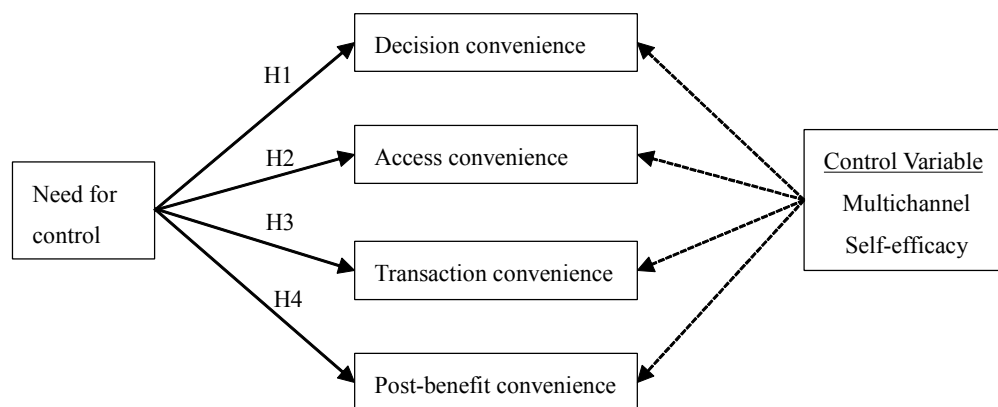 Decision convenience
H1
H2
Access convenience
Need for
control
H3
Transaction convenience
H4
Post-benefit convenience
Control Variable
Multichannel
Self-efficacy